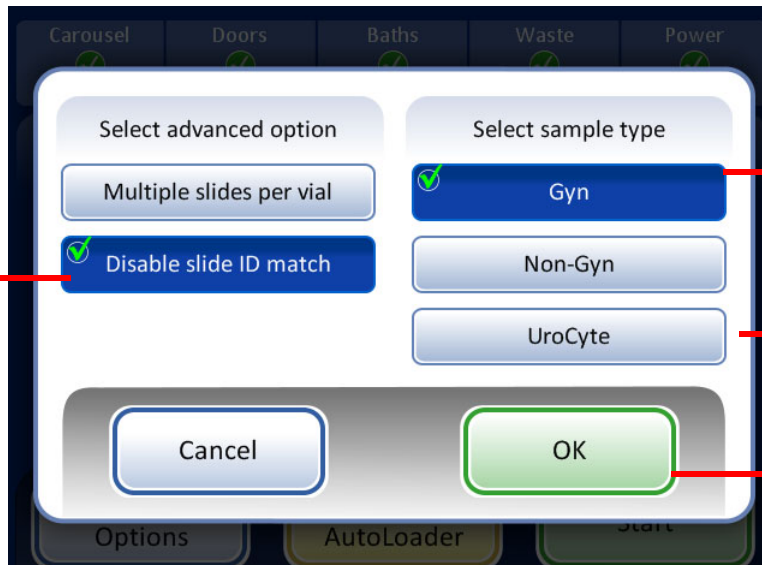 Carousel
Doors
Baths
Waste
Power
Select advanced option
Select sample type
Multiple slides per vial
Gyn
Disable slide ID match
Non-Gyn
UroCyte
Cancel
OK
Options
AutoLoader
Start